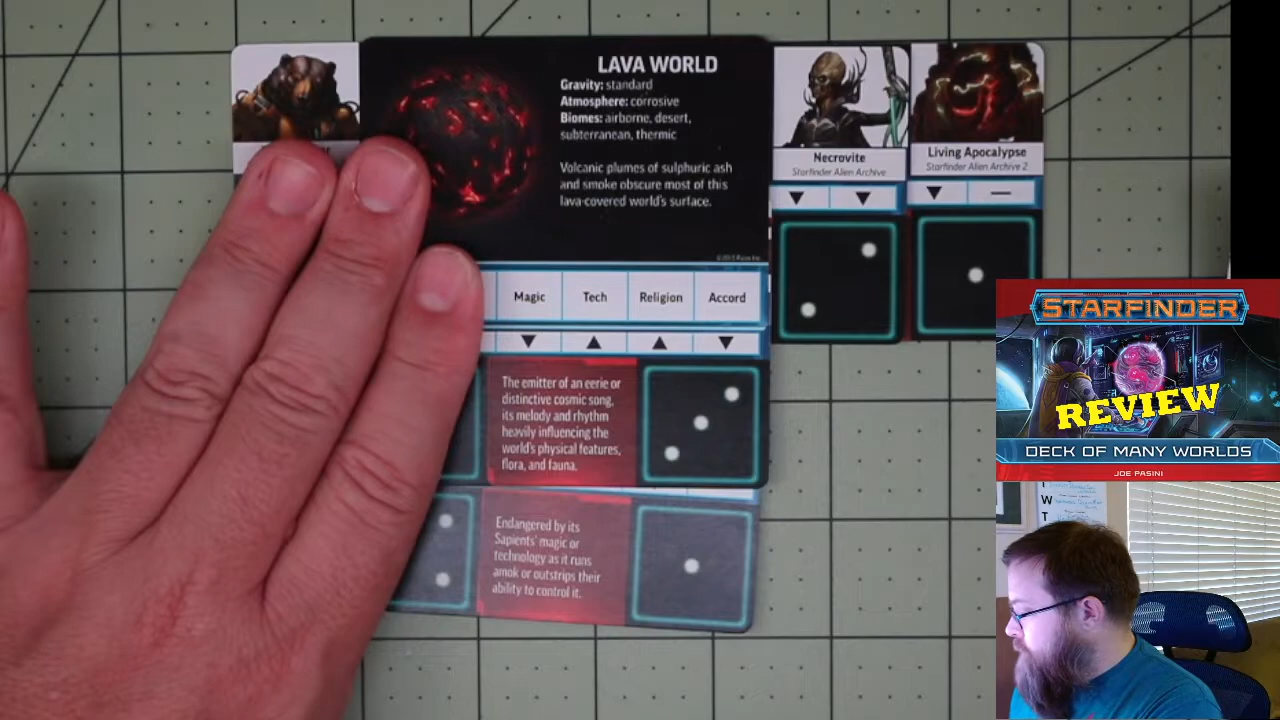 LAVA WORLD
Gravity: standard
Atmosphere: corrosive
Biomes: airborne, desert,
subterranean, thermic
Volcanic plumes of sulphuric ash
and smoke obscure most of this
lava-covered world's surface.
Necrovite
Starfinder Alien Archive
Living Apocalypse
Starfinder Alien Archive 2
Magic
Tech
Religion
Accord
The emitter of an eerie or
distinctive cosmic song,
its melody and rhythm
heavily influencing the
world's physical features,
flora, and fauna.
Endangered by its
Sapients' magic or
technology as it runs
amok or outstrips their
ability to control it.
STARFINDER
REVIEW
DECK OF MANY WORLDS
JOE PASINI
I
W
T